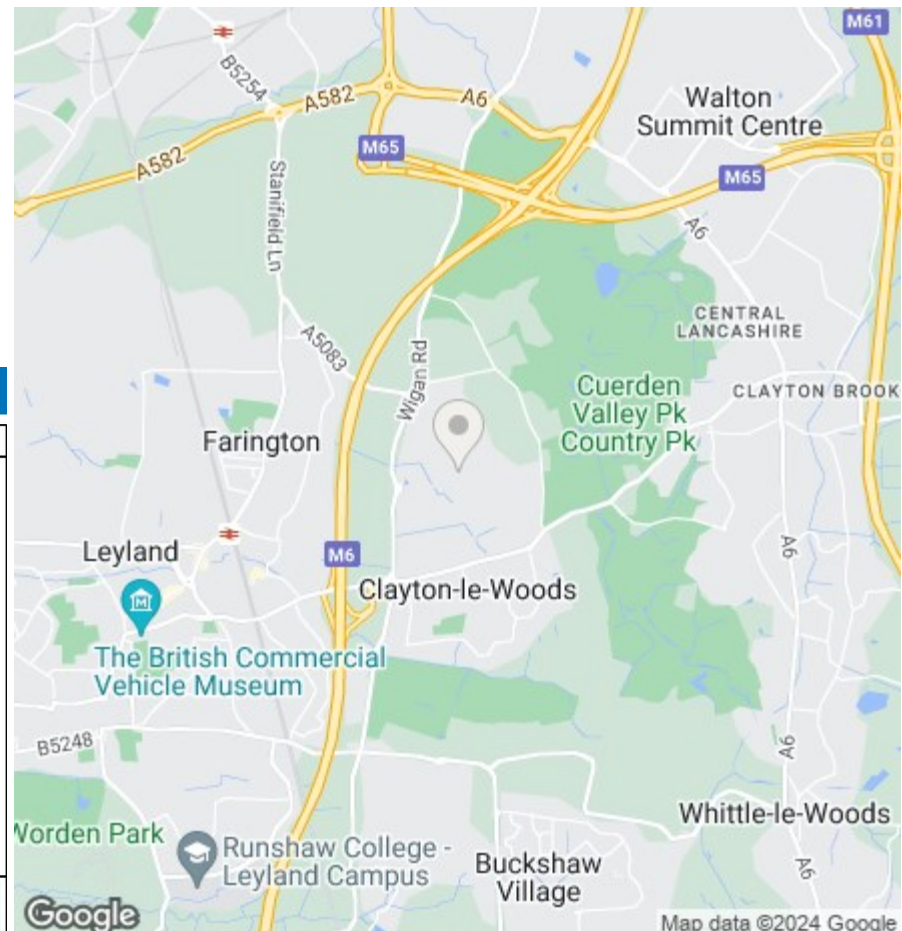 M61
B5254
A582
A6
Walton
Summit Centre
M65
A582
M65
Stanifield Ln
A6
CENTRAL
LANCASHIRE
A5083
Wigan Rd
Cuerden
Valley Pk
Country Pk
CLAYTON BROOK
Farington
Leyland
M6
A6
Clayton-le-Woods
M
The British Commercial
Vehicle Museum
B5248
A6
Whittle-le-Woods
Worden Park
Runshaw College -
Leyland Campus
Buckshaw
Village
A6
Google
Map data ©2024 Google